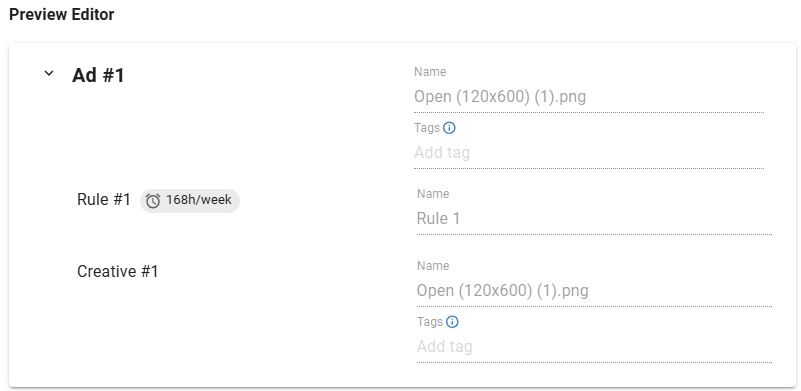 Preview Editor
Ad #1
Name
Open (120x600) (1).png
Tags
Add tag
Rule #1 168h/week
Name
Rule 1
Creative #1
Name
Open (120x600) (1).png
Tags
Add tag